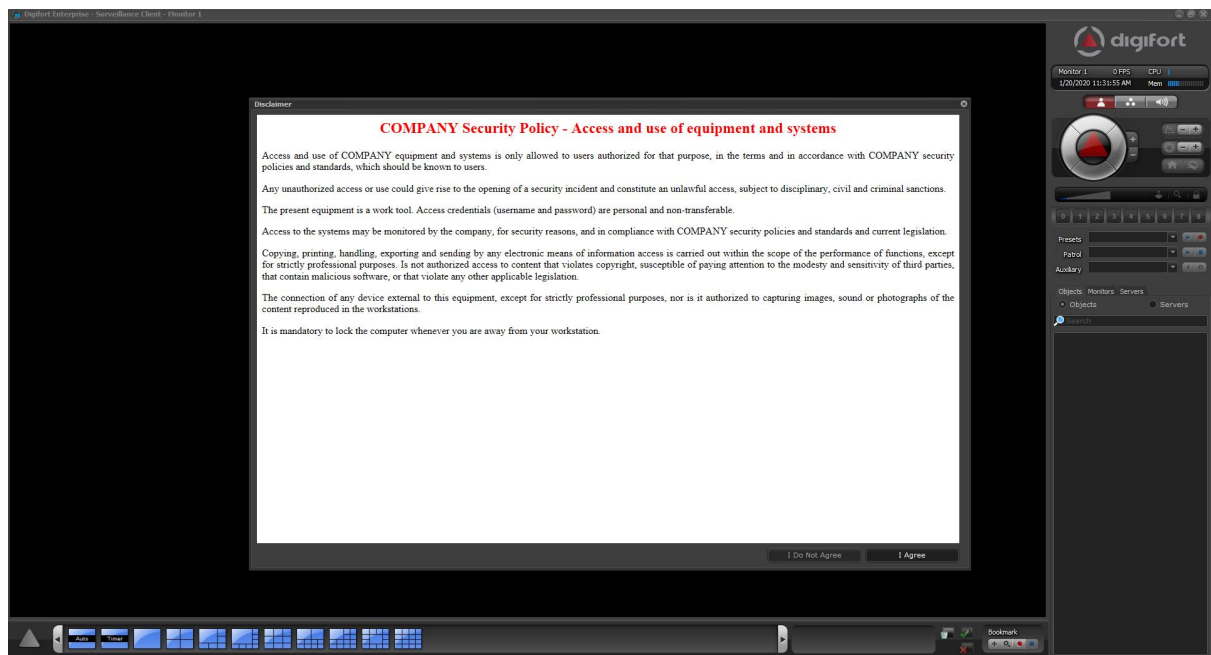 Digifort Enterprise - Surveillance Client - Monitor 1
digifort
Monitor 1 0 FPS CPU
1/20/2020 11:31:55 AM Mem
Disclaimer
COMPANY Security Policy - Access and use of equipment and systems
Access and use of COMPANY equipment and systems is only allowed to users authorized for that purpose, in the terms and in accordance with COMPANY security
policies and standards, which should be known to users.
Any unauthorized access or use could give rise to the opening of a security incident and constitute an unlawful access, subject to disciplinary, civil and criminal sanctions.
The present equipment is a work tool. Access credentials (username and password) are personal and non-transferable.
Access to the systems may be monitored by the company, for security reasons, and in compliance with COMPANY security policies and standards and current legislation.
Copying, printing, handling, exporting and sending by any electronic means of information access is carried out within the scope of the performance of functions, except
for strictly professional purposes. Is not authorized access to content that violates copyright, susceptible of paying attention to the modesty and sensitivity of third parties,
that contain malicious software, or that violate any other applicable legislation.
The connection of any device external to this equipment, except for strictly professional purposes, nor is it authorized to capturing images, sound or photographs of the
content reproduced in the workstations.
It is mandatory to lock the computer whenever you are away from your workstation.
I Do Not Agree I Agree
0 1 2 3 4 5 6 7 8
Presets
Patrol
Auxiliary
Objects Monitors Servers
Objects Servers
Search
Auto Timer
Bookmark